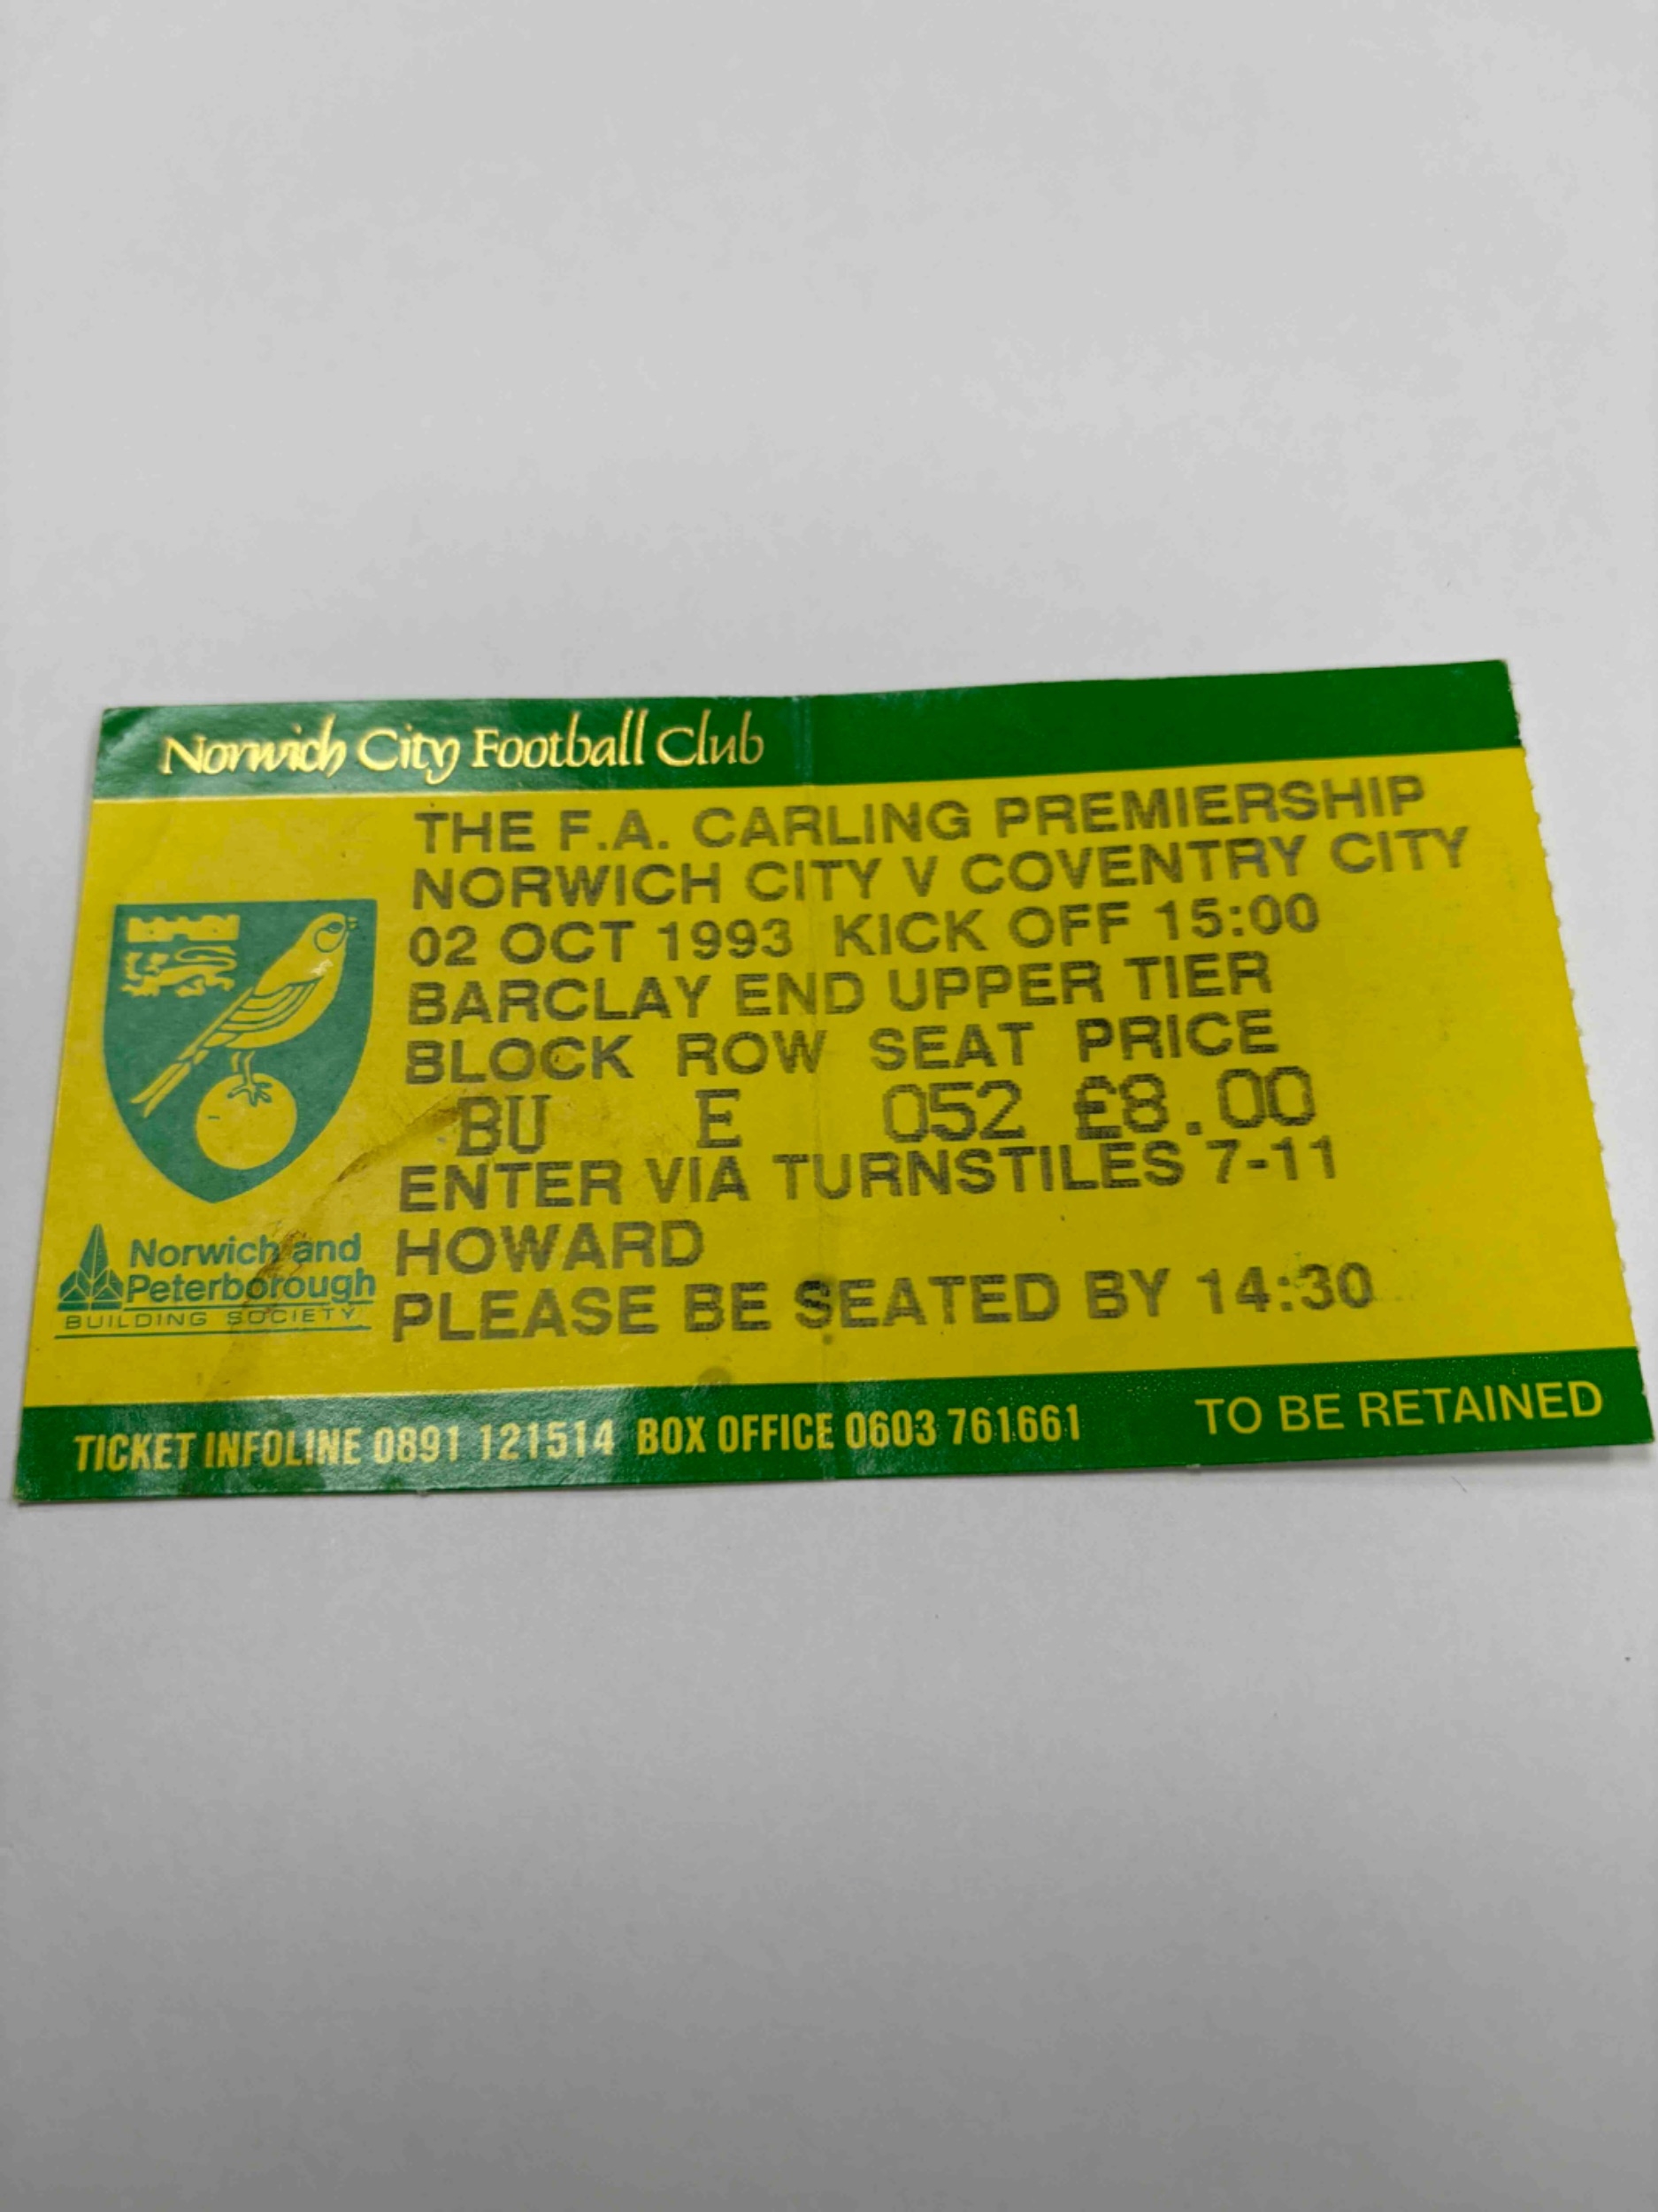 Norwich City Football Club
THE F.A. CARLING PREMIERSHIP
NORWICH CITY V COVENTRY CITY
02 OCT 1993 KICK OFF 15:00
BARCLAY END UPPER TIER
BLOCK ROW SEAT PRICE
BU E 052 £8.00
ENTER VIA TURNSTILES 7-11
HOWARD
PLEASE BE SEATED BY 14:30
Norwich and
Peterborough
BUILDING SOCIETY
TICKET INFOLINE 0891 121514 BOX OFFICE 0603 761661 TO BE RETAINED